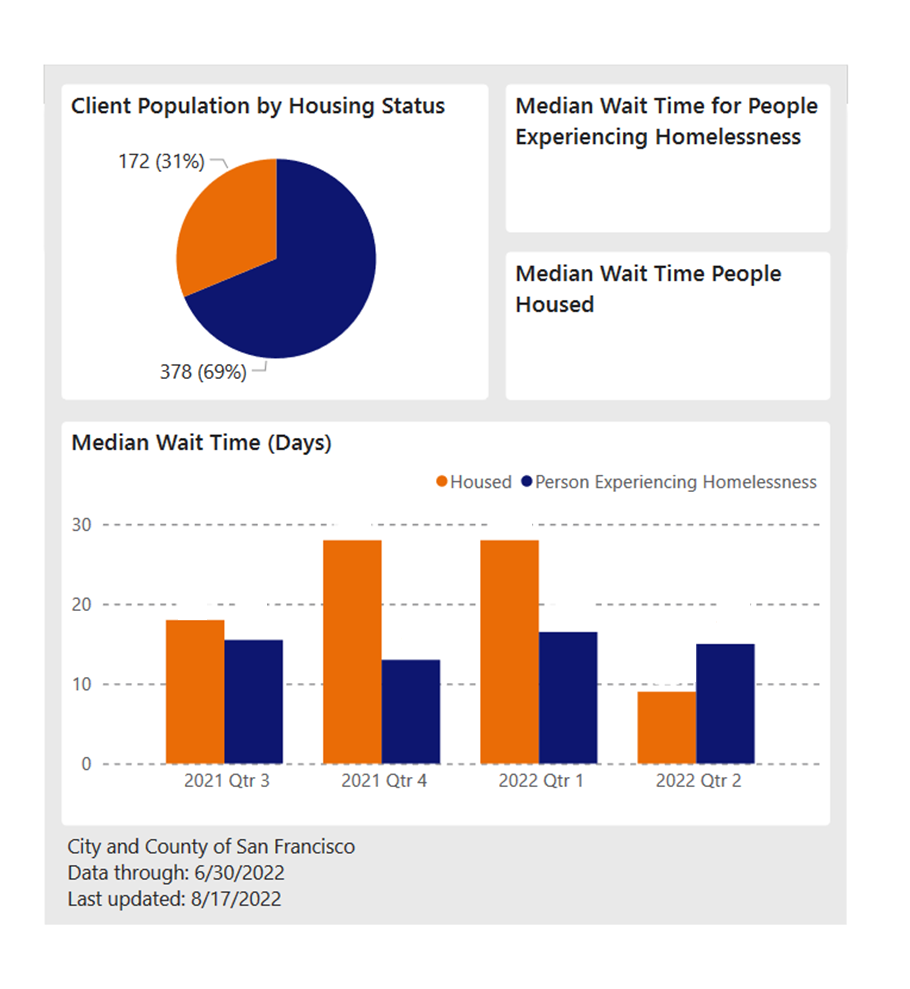 Client Population by Housing Status
172 (31%)
378 (69%)
Median Wait Time for People
Experiencing Homelessness
Median Wait Time People
Housed
Median Wait Time (Days)
Housed Person Experiencing Homelessness
30
20
10
0
2021 Qtr 3 2021 Qtr 4 2022 Qtr 1 2022 Qtr 2
City and County of San Francisco
Data through: 6/30/2022
Last updated: 8/17/2022